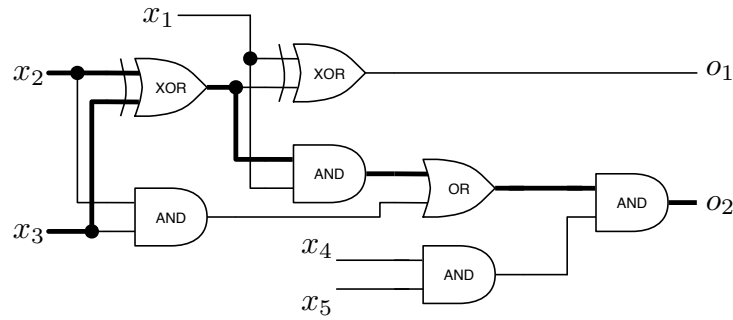 x1
x2 XOR XOR o1
AND OR AND o2
x3 AND
x4 AND
x5